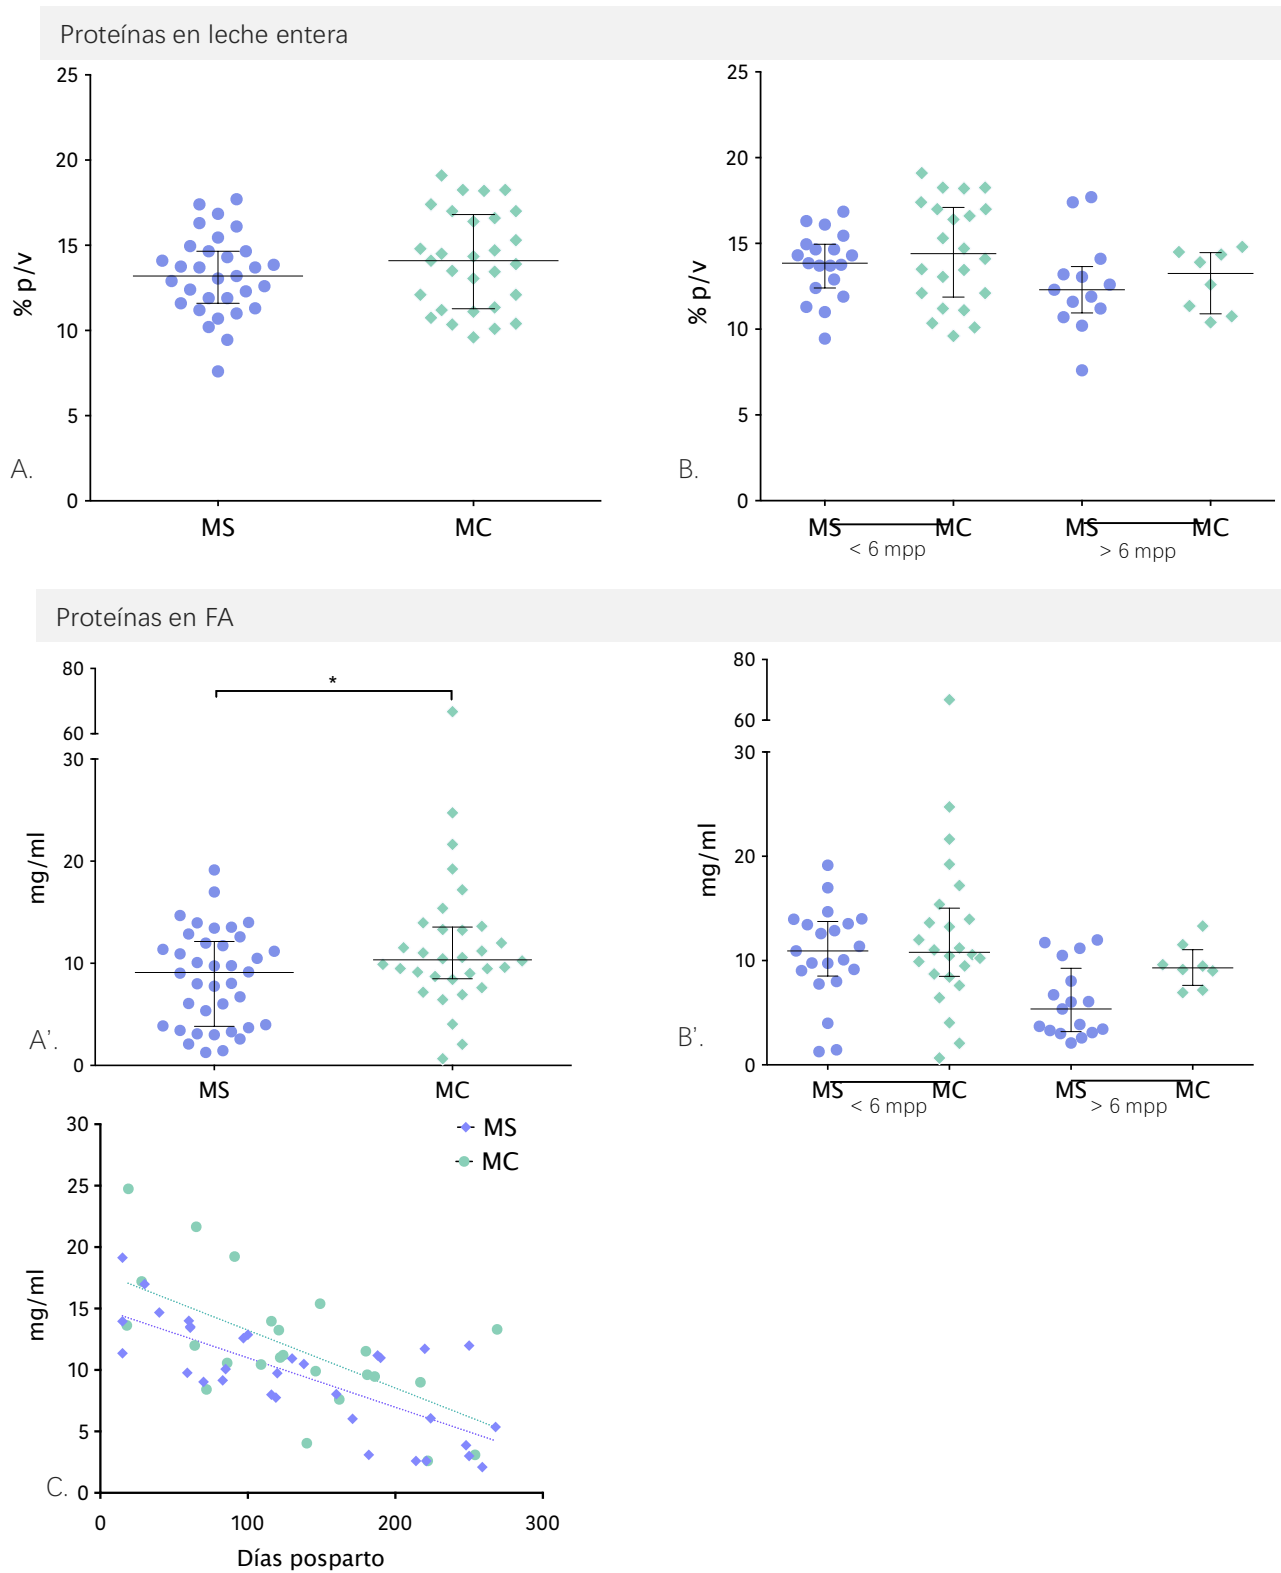 Proteínas en leche entera
25
20
15
10
5
0
% p/v
A.
MS
MC
25
20
15
10
5
0
% p/v
B.
MS
MC
MS
MC
< 6 mpp
> 6 mpp
Proteínas en FA
80
60
30
20
10
0
mg/ml
*
A'.
MS
MC
80
60
30
20
10
0
mg/ml
B'.
MS
MC
MS
MC
< 6 mpp
> 6 mpp
30
25
20
15
10
5
0
mg/ml
MS
MC
C.
0
100
200
300
Días posparto